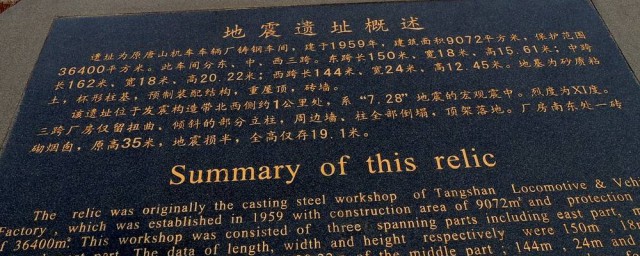 地震遗址概述
遗址为原唐山机车车辆厂铸钢车间，建于1959年，建筑面积9072平方米，保护范围
36400平方米。此车间分东、中、西三跨。东跨长150米，宽18米，高15.61米；中跨
长162米，宽18米，高20.22米；西跨长144米，宽24米，高12.45米。地基为砂质粘
土，杯形柱基，预制装配结构，重屋顶，砖墙。
该遗址位于发震构造带北西侧约1公里处，系“7.28”地震的宏观震中。烈度为XI度。
三跨厂房仅留扭曲、倾斜的部分立柱，周边墙、柱全部倒塌，顶架落地。厂房南东处一砖
砌烟囱，原高35米，地震损半，全高仅存19.1米。
Summary of this relic
The relic was originally the casting steel workshop of Tangshan Locomotive & Vehi
Factory, which was established in 1959 with construction area of 9072m² and protection
of 36400m². This workshop was consisted of three spanning parts including east part,
part. The data of length, width and height respectively were 150m, 18m
of the middle part; 144m, 24m and